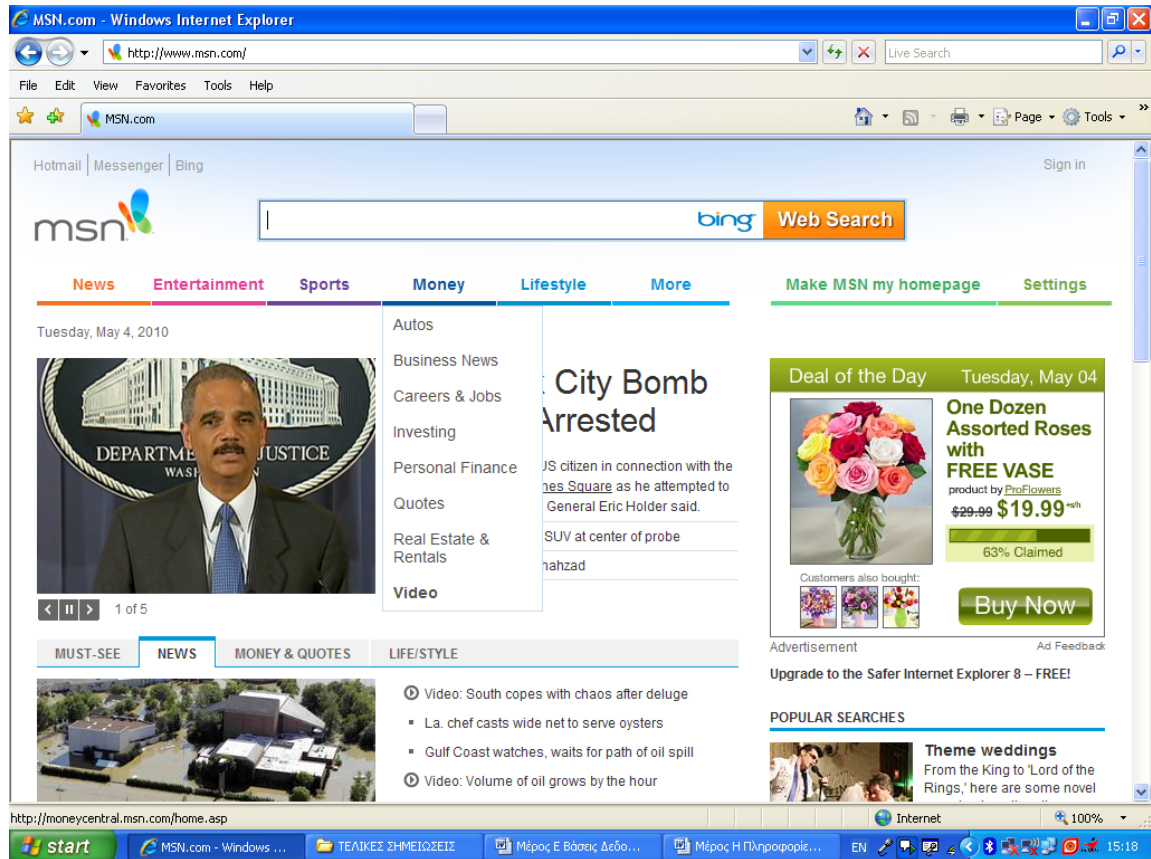 MSN.com - Windows Internet Explorer
http://www.msn.com/
Live Search
File Edit View Favorites Tools Help
MSN.com
Page Tools »
Hotmail Messenger Bing
Sign in
msn
bing Web Search
News Entertainment Sports Money Lifestyle More Make MSN my homepage Settings
Tuesday, May 4, 2010
Autos
Business News
Careers & Jobs
Investing
Personal Finance
Quotes
Real Estate &
Rentals
Video
City Bomb
Arrested
US citizen in connection with the
nes Square as he attempted to
General Eric Holder said.
SUV at center of probe
hahzad
DEPARTME JUSTICE
WAS
1 of 5
Deal of the Day Tuesday, May 04
One Dozen
Assorted Roses
with
FREE VASE
product by ProFlowers
$29.99 $19.99 +s/h
63% Claimed
Customers also bought:
Buy Now
Advertisement Ad Feedback
Upgrade to the Safer Internet Explorer 8 – FREE!
MUST-SEE NEWS MONEY & QUOTES LIFE/STYLE
Video: South copes with chaos after deluge
La. chef casts wide net to serve oysters
Gulf Coast watches, waits for path of oil spill
Video: Volume of oil grows by the hour
POPULAR SEARCHES
Theme weddings
From the King to 'Lord of the
Rings,' here are some novel
http://moneycentral.msn.com/home.asp
Internet 100%
start
MSN.com - Windows ...
ΤΕΛΙΚΕΣ ΣΗΜΕΙΩΣΕΙΣ
Μέρος Ε Βάσεις Δεδο...
Μέρος Η Πληροφορίε...
EN
15:18